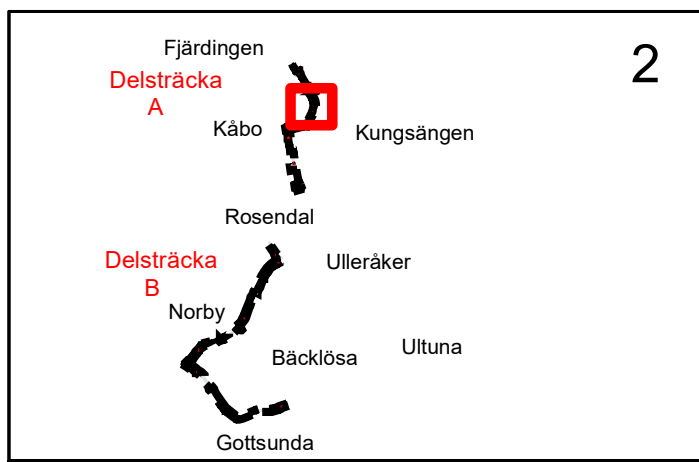 Fjärdingen
2
Delsträcka
A
Kåbo
Kungsängen
Rosendal
Delsträcka
B
Ulleråker
Norby
Bäcklösa
Ultuna
Gottsunda